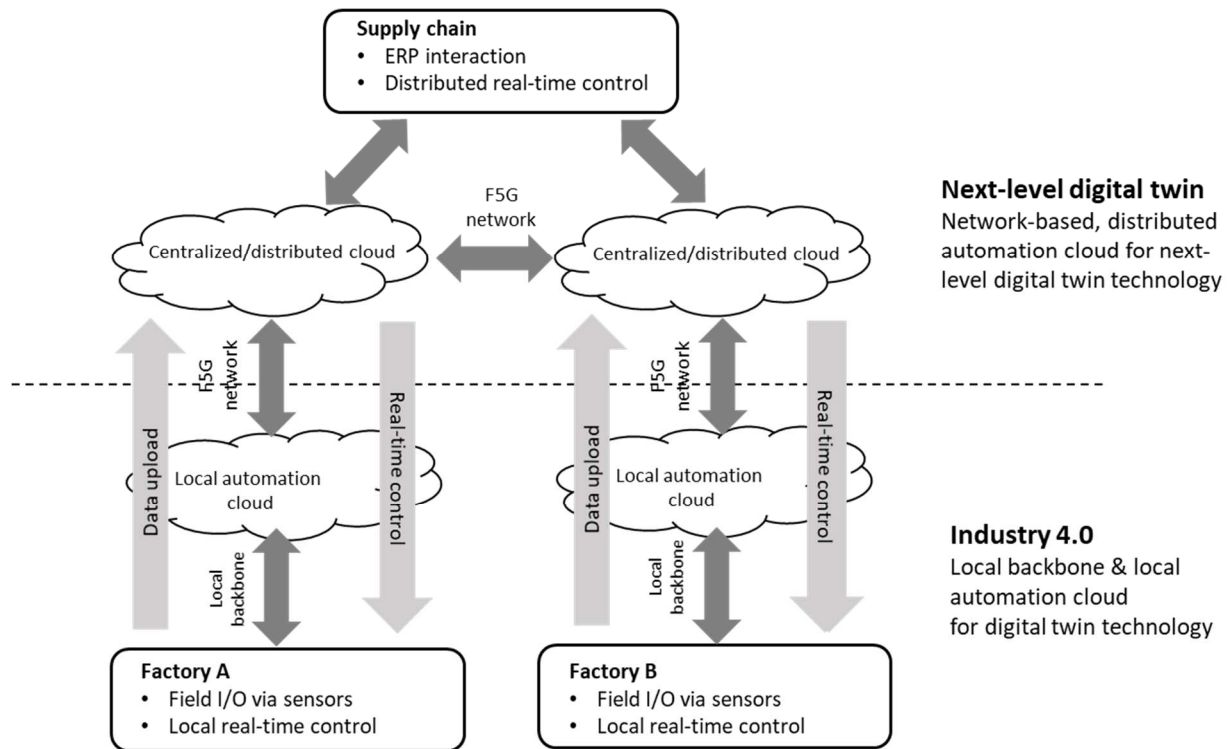 Supply chain
• ERP interaction
• Distributed real-time control
F5G
network
Centralized/distributed cloud
Centralized/distributed cloud
Next-level digital twin
Network-based, distributed
automation cloud for next-
level digital twin technology
Data upload
F5G
network
Real-time control
Data upload
F5G
network
Real-time control
Local automation
cloud
Local automation
cloud
Local
backbone
Local
backbone
Industry 4.0
Local backbone & local
automation cloud
for digital twin technology
Factory A
• Field I/O via sensors
• Local real-time control
Factory B
• Field I/O via sensors
• Local real-time control